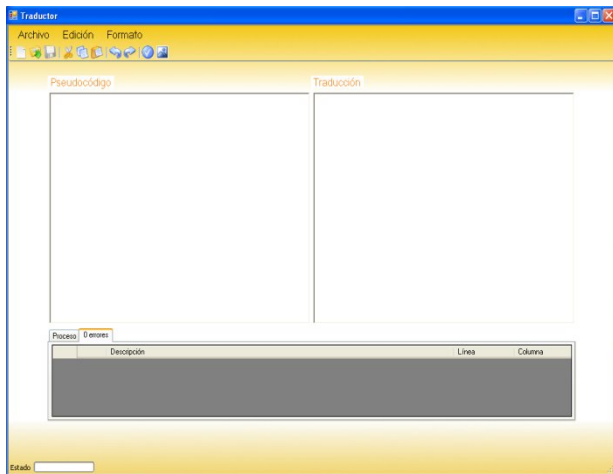 Traductor
Archivo Edición Formato
Pseudocódigo Traducción
Proceso 0 errores
Descripción Línea Columna
Estado